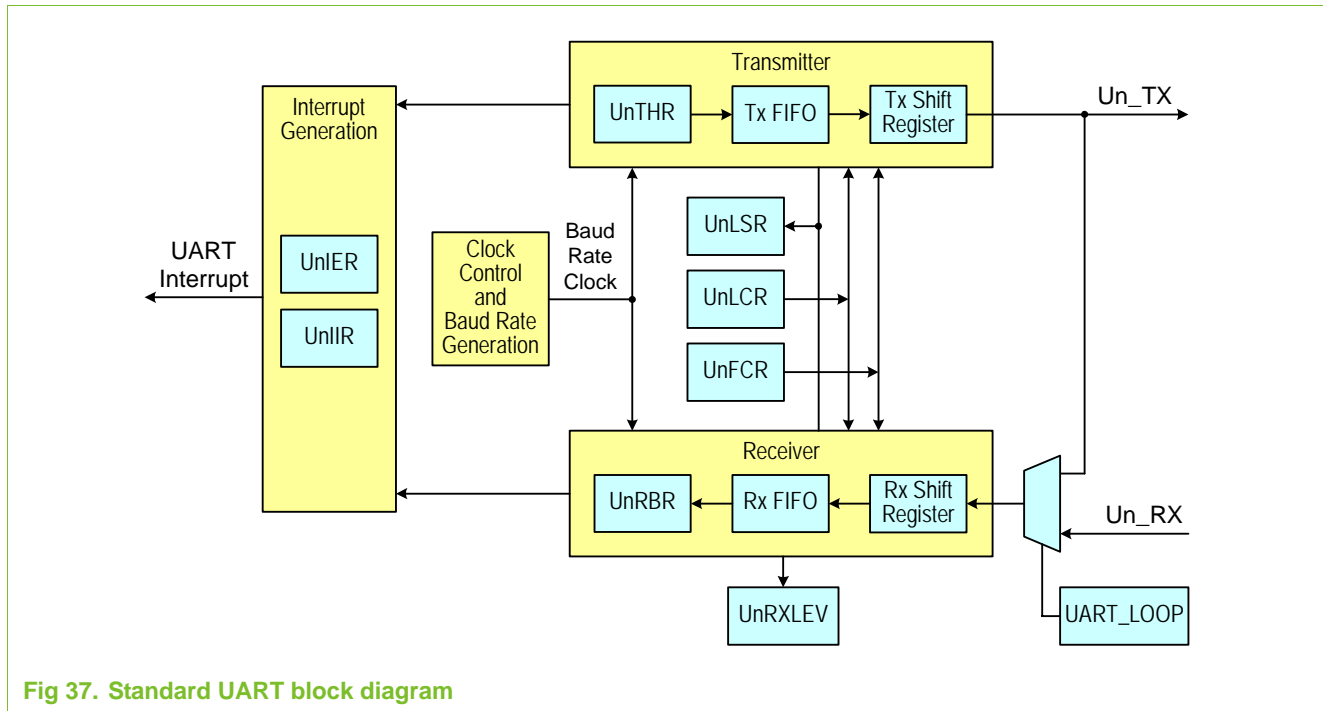 Transmitter
UnTHR
Tx FIFO
Tx Shift
Register
Un_TX
Interrupt
Generation
UnIER
UnIIR
UART
Interrupt
Clock
Control
and
Baud Rate
Generation
Baud
Rate
Clock
UnLSR
UnLCR
UnFCR
Receiver
UnRBR
Rx FIFO
Rx Shift
Register
Un_RX
UnRXLEV
UART_LOOP
Fig 37. Standard UART block diagram